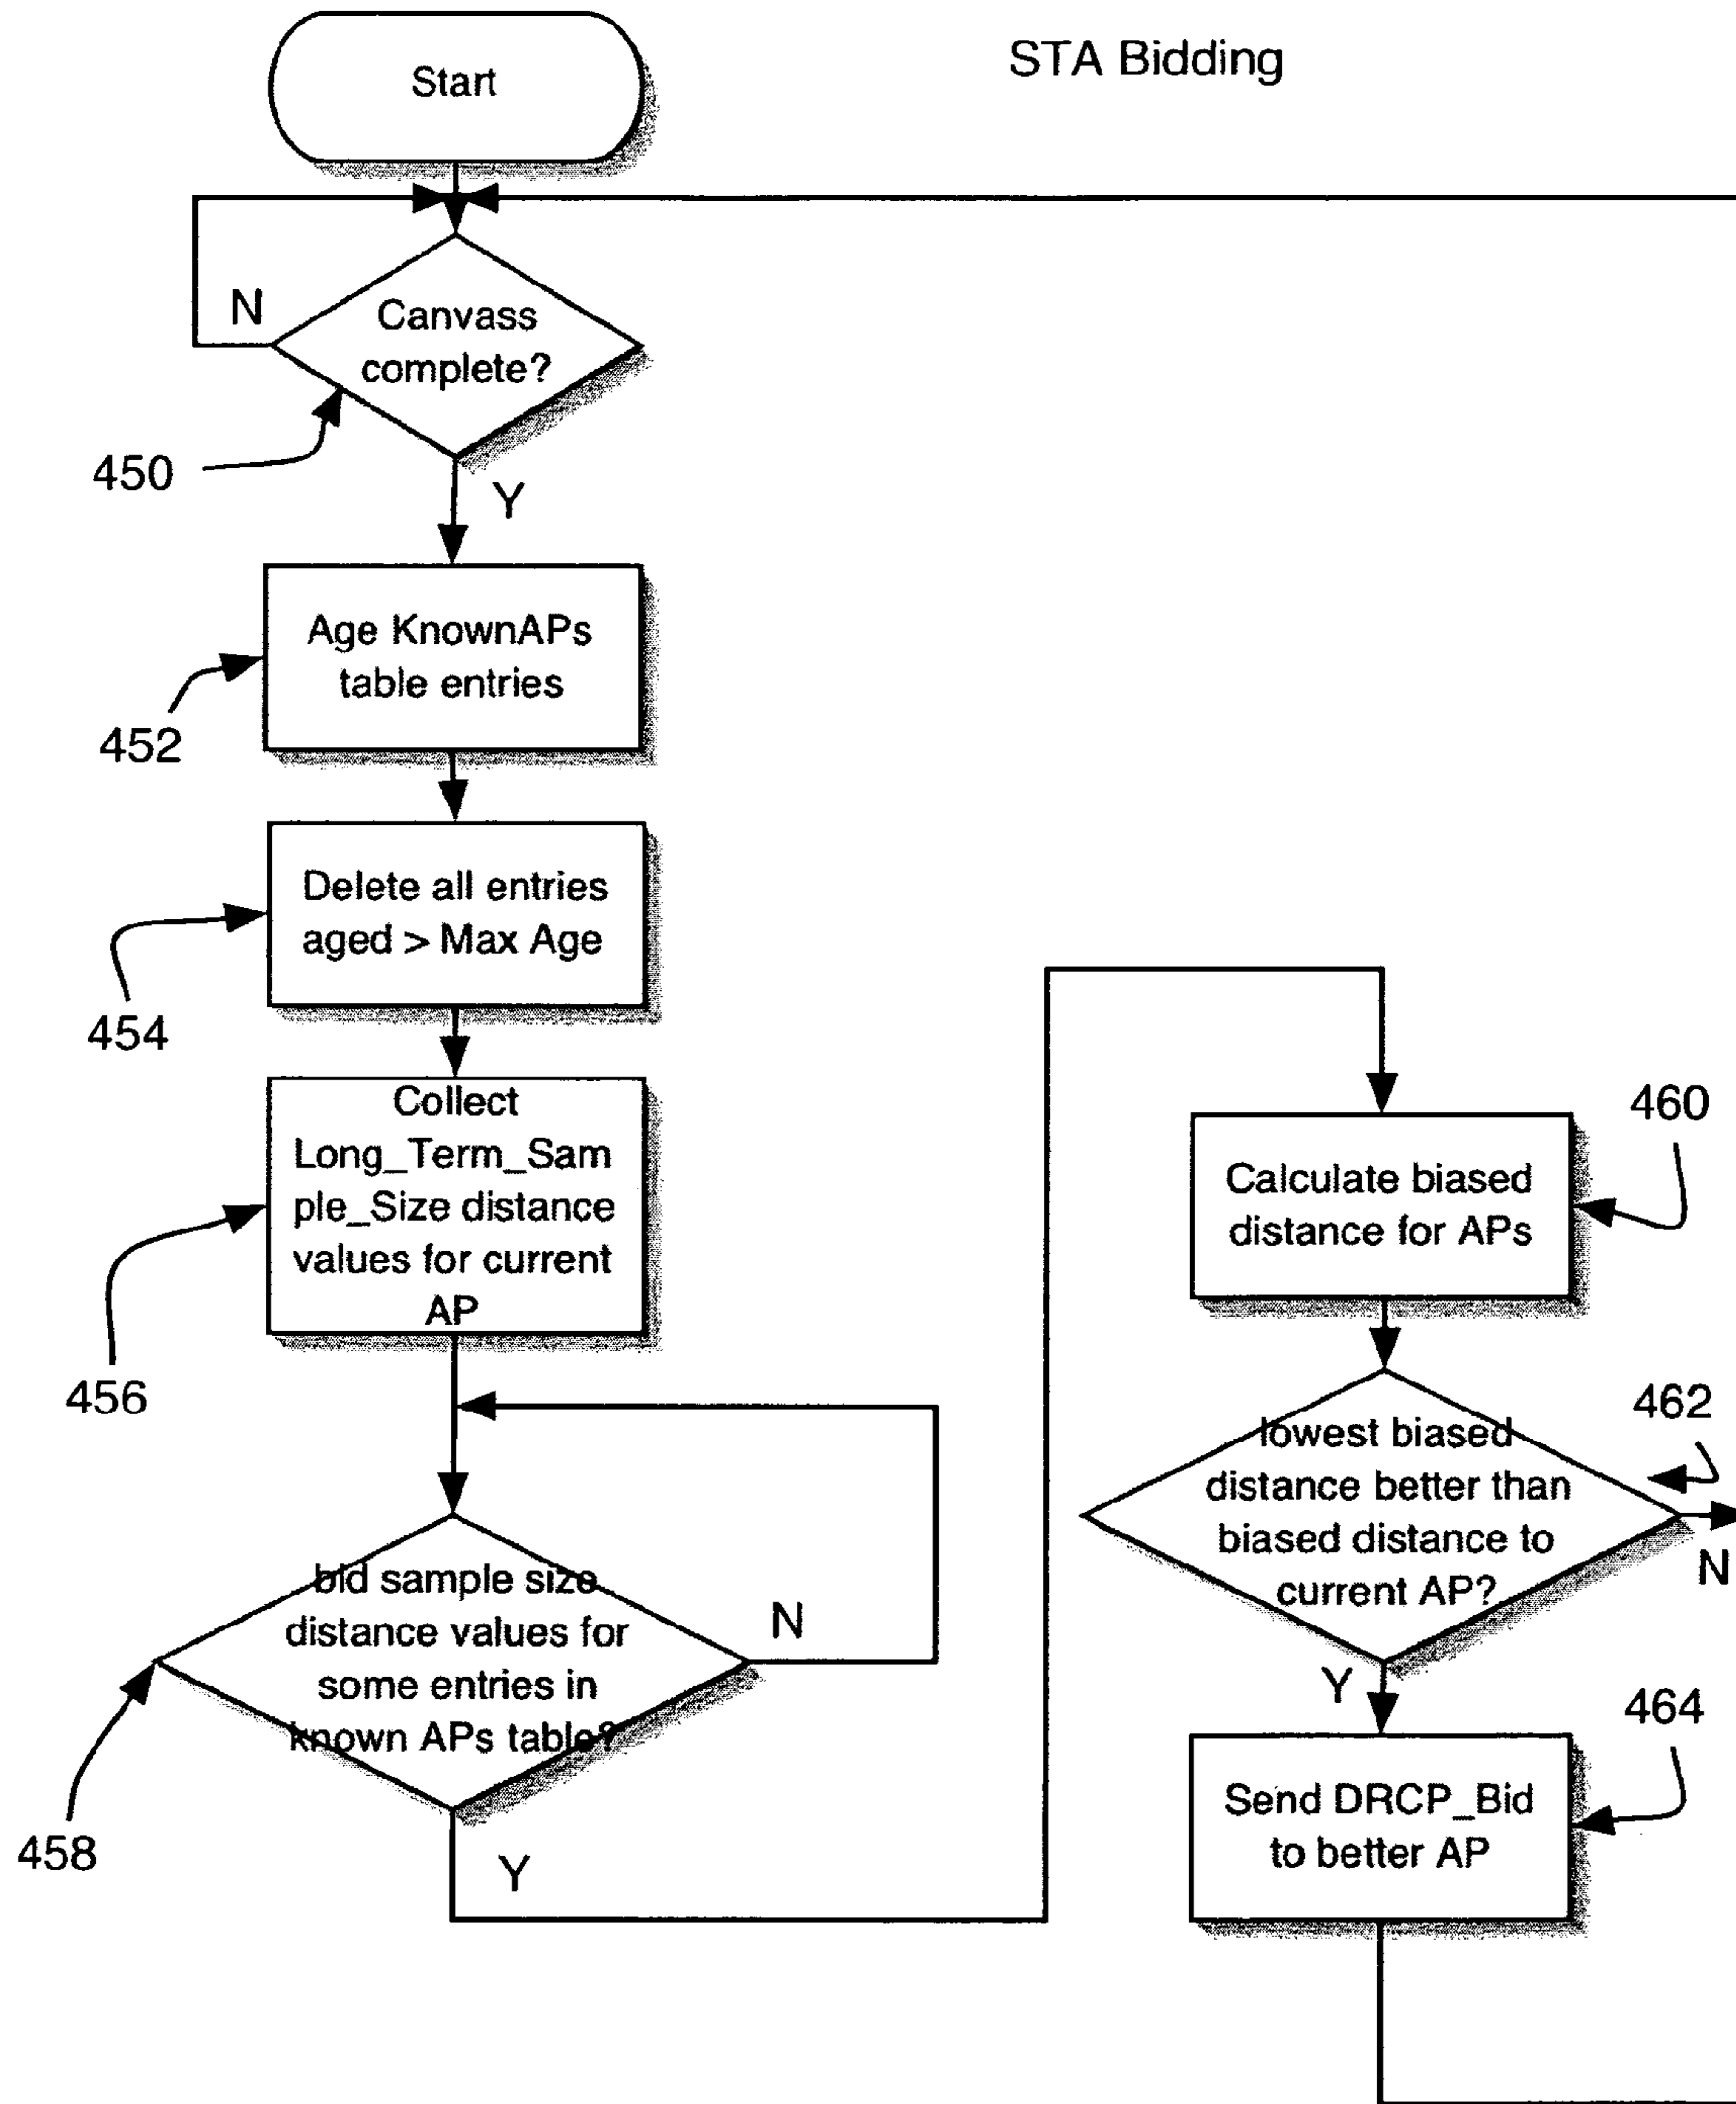 Start
STA Bidding
N
Canvass
complete?
450
Y
Age KnownAPs
table entries
452
Delete all entries
aged > Max Age
454
Collect
Long_Term_Sam
ple_Size distance
values for current
AP
456
bid sample size
distance values for
some entries in
known APs table?
N
458
Y
460
Calculate biased
distance for APs
462
lowest biased
distance better than
biased distance to
current AP?
N
Y
464
Send DRCP_Bid
to better AP